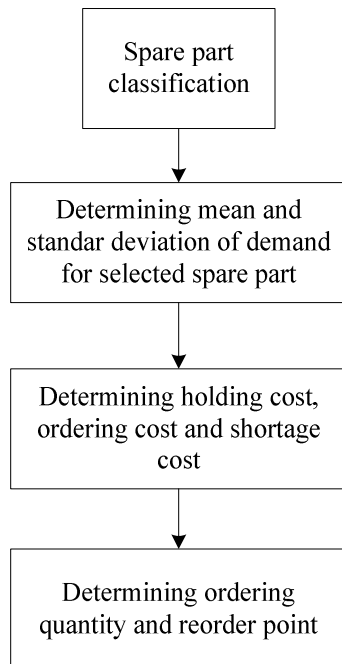 Spare part
classification
Determining mean and
standar deviation of demand
for selected spare part
Determining holding cost,
ordering cost and shortage
cost
Determining ordering
quantity and reorder point